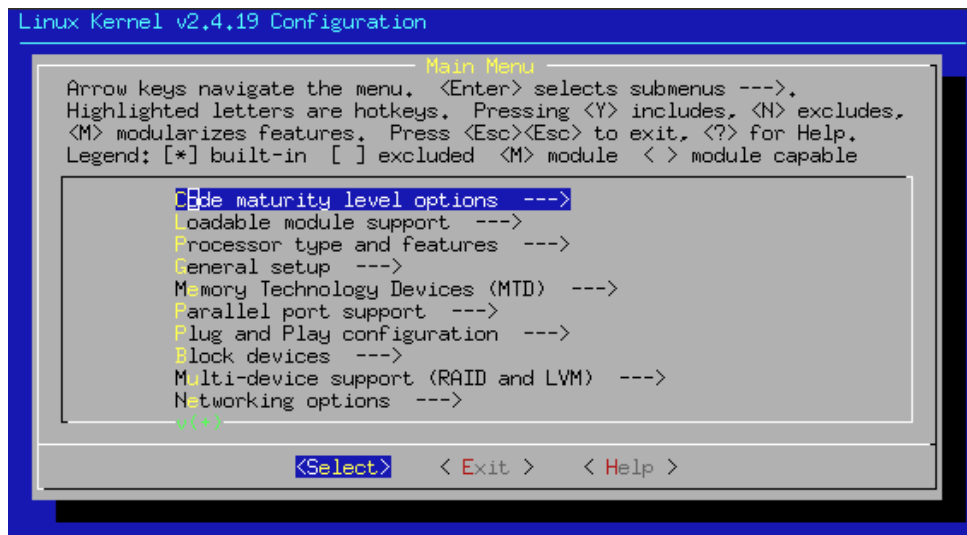 Linux Kernel v2.4.19 Configuration
Main Menu
Arrow keys navigate the menu. <Enter> selects submenus --->.
Highlighted letters are hotkeys. Pressing <Y> includes, <N> excludes,
<M> modularizes features. Press <Esc><Esc> to exit, <?> for Help.
Legend: [*] built-in [ ] excluded <M> module < > module capable
Code maturity level options --->
Loadable module support --->
Processor type and features --->
General setup --->
Memory Technology Devices (MTD) --->
Parallel port support --->
Plug and Play configuration --->
Block devices --->
Multi-device support (RAID and LVM) --->
Networking options --->
v(+)
<Select> < Exit > < Help >